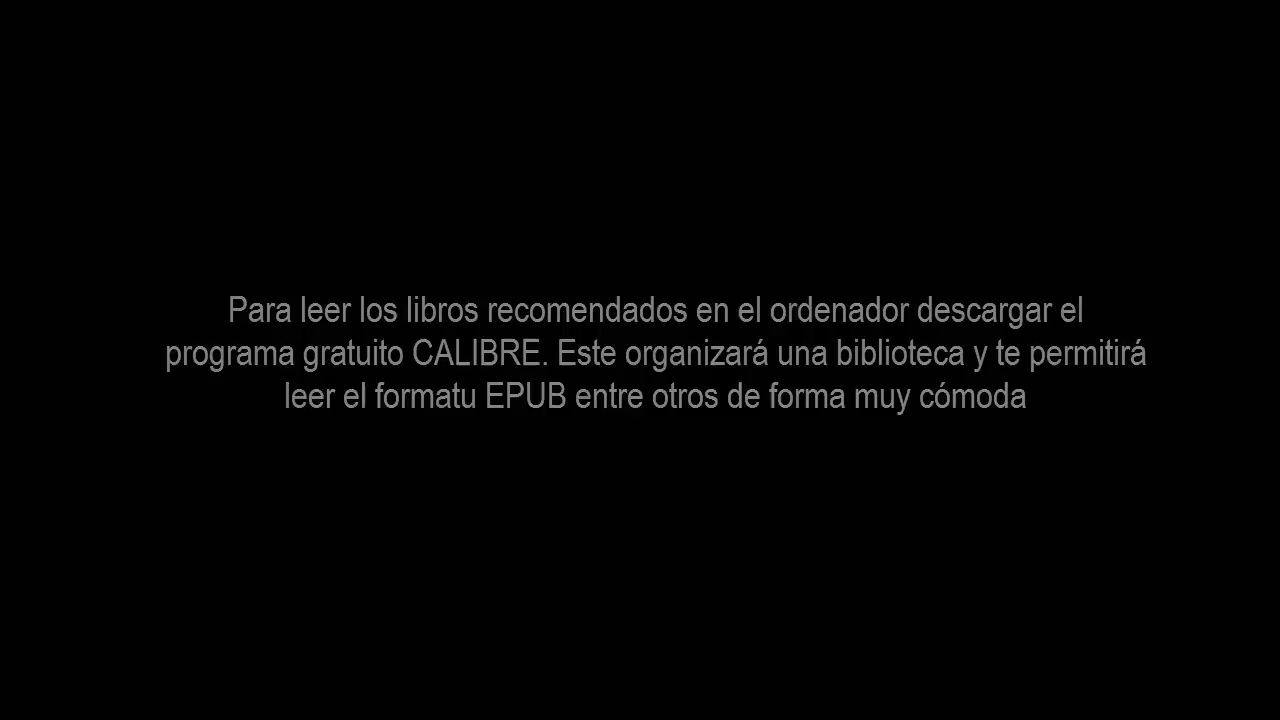 Para leer los libros recomendados en el ordenador descargar el
programa gratuito CALIBRE. Este organizará una biblioteca y te permitirá
leer el formatu EPUB entre otros de forma muy cómoda